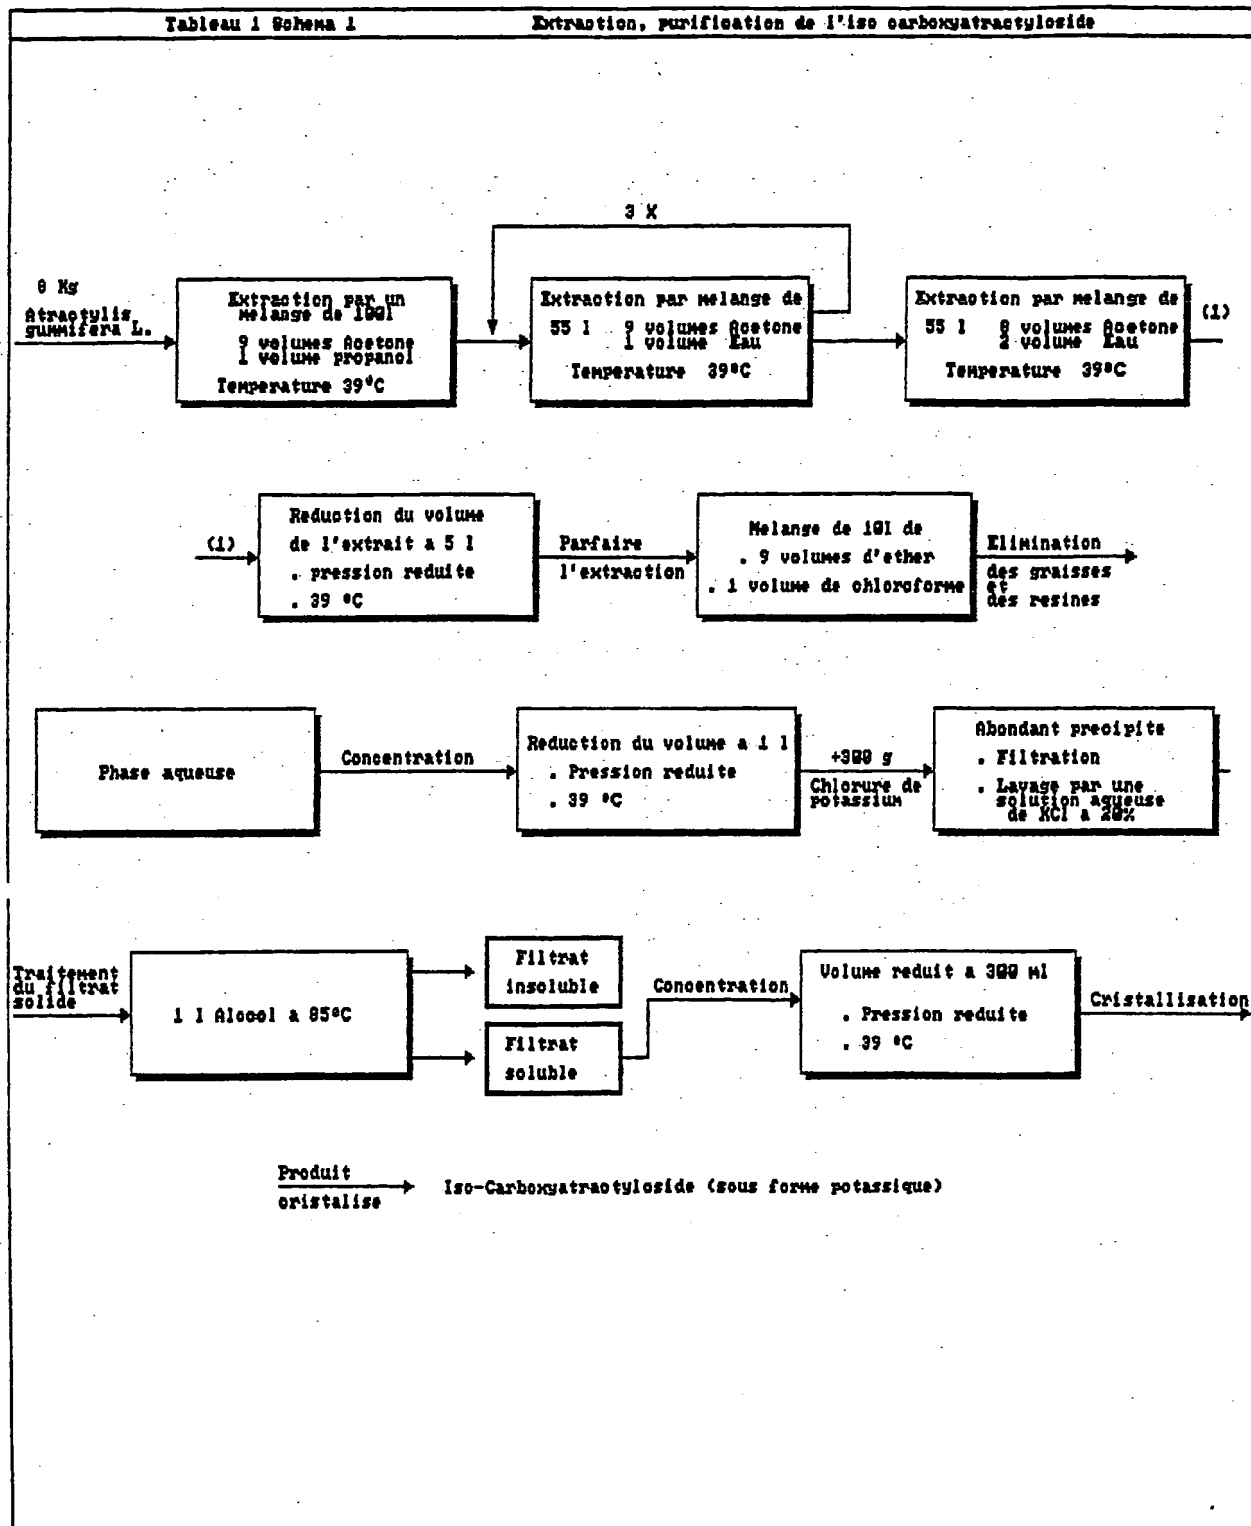 Tableau 1 Schema 1 Extraction, purification de l'iso carboxyatractyloside
3 X
8 Kg
Atractylis
gummifera L.
Extraction par un
melange de 100l
9 volumes Acetone
1 volume propanol
Temperature 39°C
Extraction par melange de
55 l 9 volumes Acetone
1 volume Eau
Temperature 39°C
Extraction par melange de
55 l 8 volumes Acetone
2 volume Eau
Temperature 39°C
(1)
(1)
Reduction du volume
de l'extrait a 5 l
. pression reduite
. 39 °C
Parfaire
l'extraction
Melange de 10l de
. 9 volumes d'ether
. 1 volume de chloroforme
Elimination
des graisses
et
des resines
Phase aqueuse
Concentration
Reduction du volume a 1 l
. Pression reduite
. 39 °C
+300 g
Chlorure de
potassium
Abondant precipite
. Filtration
. Lavage par une
solution aqueuse
de KCl a 20%
Traitement
du filtrat
solide
1 l Alcool a 85°C
Filtrat
insoluble
Filtrat
soluble
Concentration
Volume reduit a 300 ml
. Pression reduite
. 39 °C
Cristallisation
Produit
cristalise
Iso-Carboxyatractyloside (sous forme potassique)